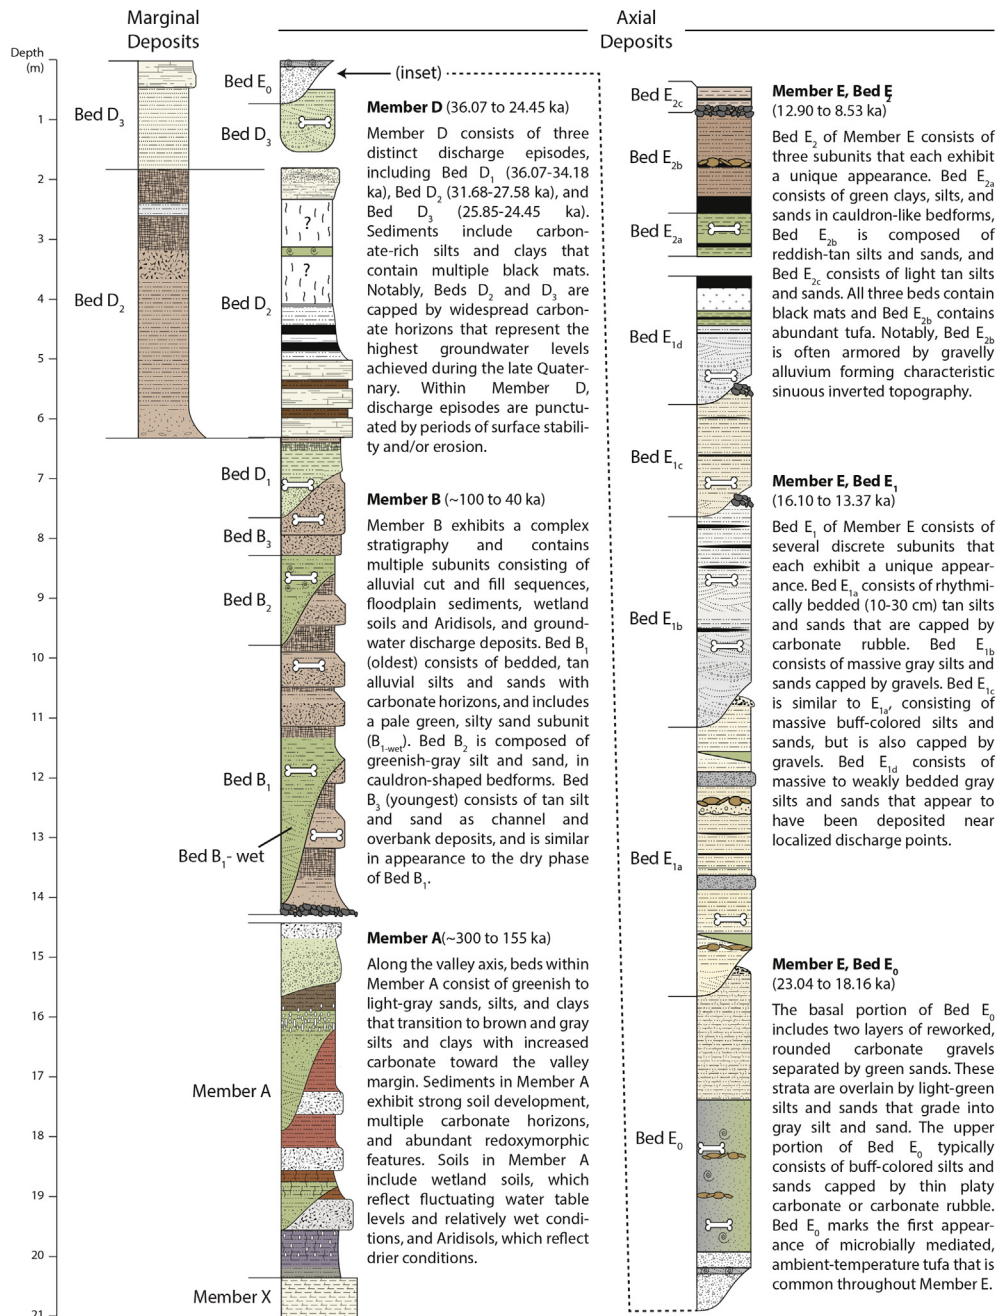 Marginal
Deposits
Axial
Deposits
Depth
(m)
1
2
3
4
5
6
7
8
9
10
11
12
13
14
15
16
17
18
19
20
21
Bed D3
Bed D2
Bed E0
(inset)
Bed D3
?
?
Bed D2
Bed D1
Bed B3
Bed B2
Bed B1
Bed B1- wet
Member A
Member X
Member D (36.07 to 24.45 ka)
Member D consists of three
distinct discharge episodes,
including Bed D1 (36.07-34.18
ka), Bed D2 (31.68-27.58 ka), and
Bed D3 (25.85-24.45 ka).
Sediments include carbon-
ate-rich silts and clays that
contain multiple black mats.
Notably, Beds D2 and D3 are
capped by widespread carbon-
ate horizons that represent the
highest groundwater levels
achieved during the late Quater-
nary. Within Member D,
discharge episodes are punctu-
ated by periods of surface stabili-
ty and/or erosion.
Member B (~100 to 40 ka)
Member B exhibits a complex
stratigraphy and contains
multiple subunits consisting of
alluvial cut and fill sequences,
floodplain sediments, wetland
soils and Aridisols, and ground-
water discharge deposits. Bed B1
(oldest) consists of bedded, tan
alluvial silts and sands with
carbonate horizons, and includes
a pale green, silty sand subunit
(B1-wet). Bed B2 is composed of
greenish-gray silt and sand, in
cauldron-shaped bedforms. Bed
B3 (youngest) consists of tan silt
and sand as channel and
overbank deposits, and is similar
in appearance to the dry phase
of Bed B1.
Member A(~300 to 155 ka)
Along the valley axis, beds within
Member A consist of greenish to
light-gray sands, silts, and clays
that transition to brown and gray
silts and clays with increased
carbonate toward the valley
margin. Sediments in Member A
exhibit strong soil development,
multiple carbonate horizons,
and abundant redoxymorphic
features. Soils in Member A
include wetland soils, which
reflect fluctuating water table
levels and relatively wet condi-
tions, and Aridisols, which reflect
drier conditions.
Bed E2c
Bed E2b
Bed E2a
Bed E1d
Bed E1c
Bed E1b
Bed E1a
Bed E0
Member E, Bed E2
(12.90 to 8.53 ka)
Bed E2 of Member E consists of
three subunits that each exhibit
a unique appearance. Bed E2a
consists of green clays, silts, and
sands in cauldron-like bedforms,
Bed E2b is composed of
reddish-tan silts and sands, and
Bed E2c consists of light tan silts
and sands. All three beds contain
black mats and Bed E2b contains
abundant tufa. Notably, Bed E2b
is often armored by gravelly
alluvium forming characteristic
sinuous inverted topography.
Member E, Bed E1
(16.10 to 13.37 ka)
Bed E1 of Member E consists of
several discrete subunits that
each exhibit a unique appear-
ance. Bed E1a consists of rhythmi-
cally bedded (10-30 cm) tan silts
and sands that are capped by
carbonate rubble. Bed E1b
consists of massive gray silts and
sands capped by gravels. Bed E1c
is similar to E1a, consisting of
massive buff-colored silts and
sands, but is also capped by
gravels. Bed E1d consists of
massive to weakly bedded gray
silts and sands that appear to
have been deposited near
localized discharge points.
Member E, Bed E0
(23.04 to 18.16 ka)
The basal portion of Bed E0
includes two layers of reworked,
rounded carbonate gravels
separated by green sands. These
strata are overlain by light-green
silts and sands that grade into
gray silt and sand. The upper
portion of Bed E0 typically
consists of buff-colored silts and
sands capped by thin platy
carbonate or carbonate rubble.
Bed E0 marks the first appear-
ance of microbially mediated,
ambient-temperature tufa that is
common throughout Member E.